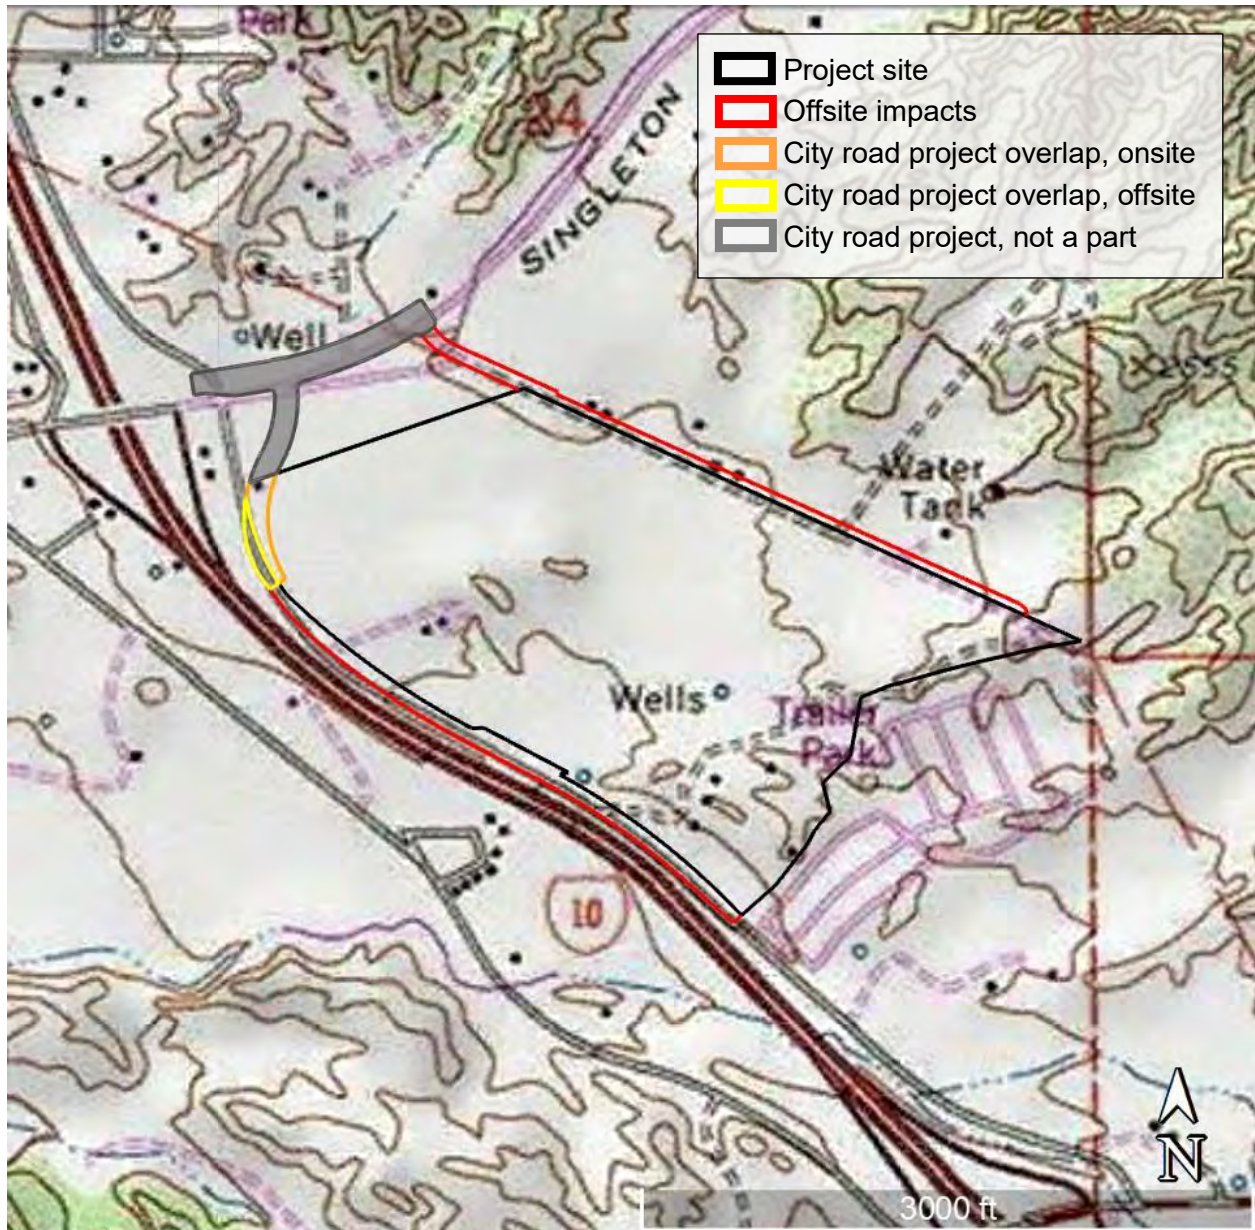 Park
34
SINGLETON
Project site
Offsite impacts
City road project overlap, onsite
City road project overlap, offsite
City road project, not a part
Well
×2555
Water
Tank
Wells
Trailer
Park
10
N
3000 ft